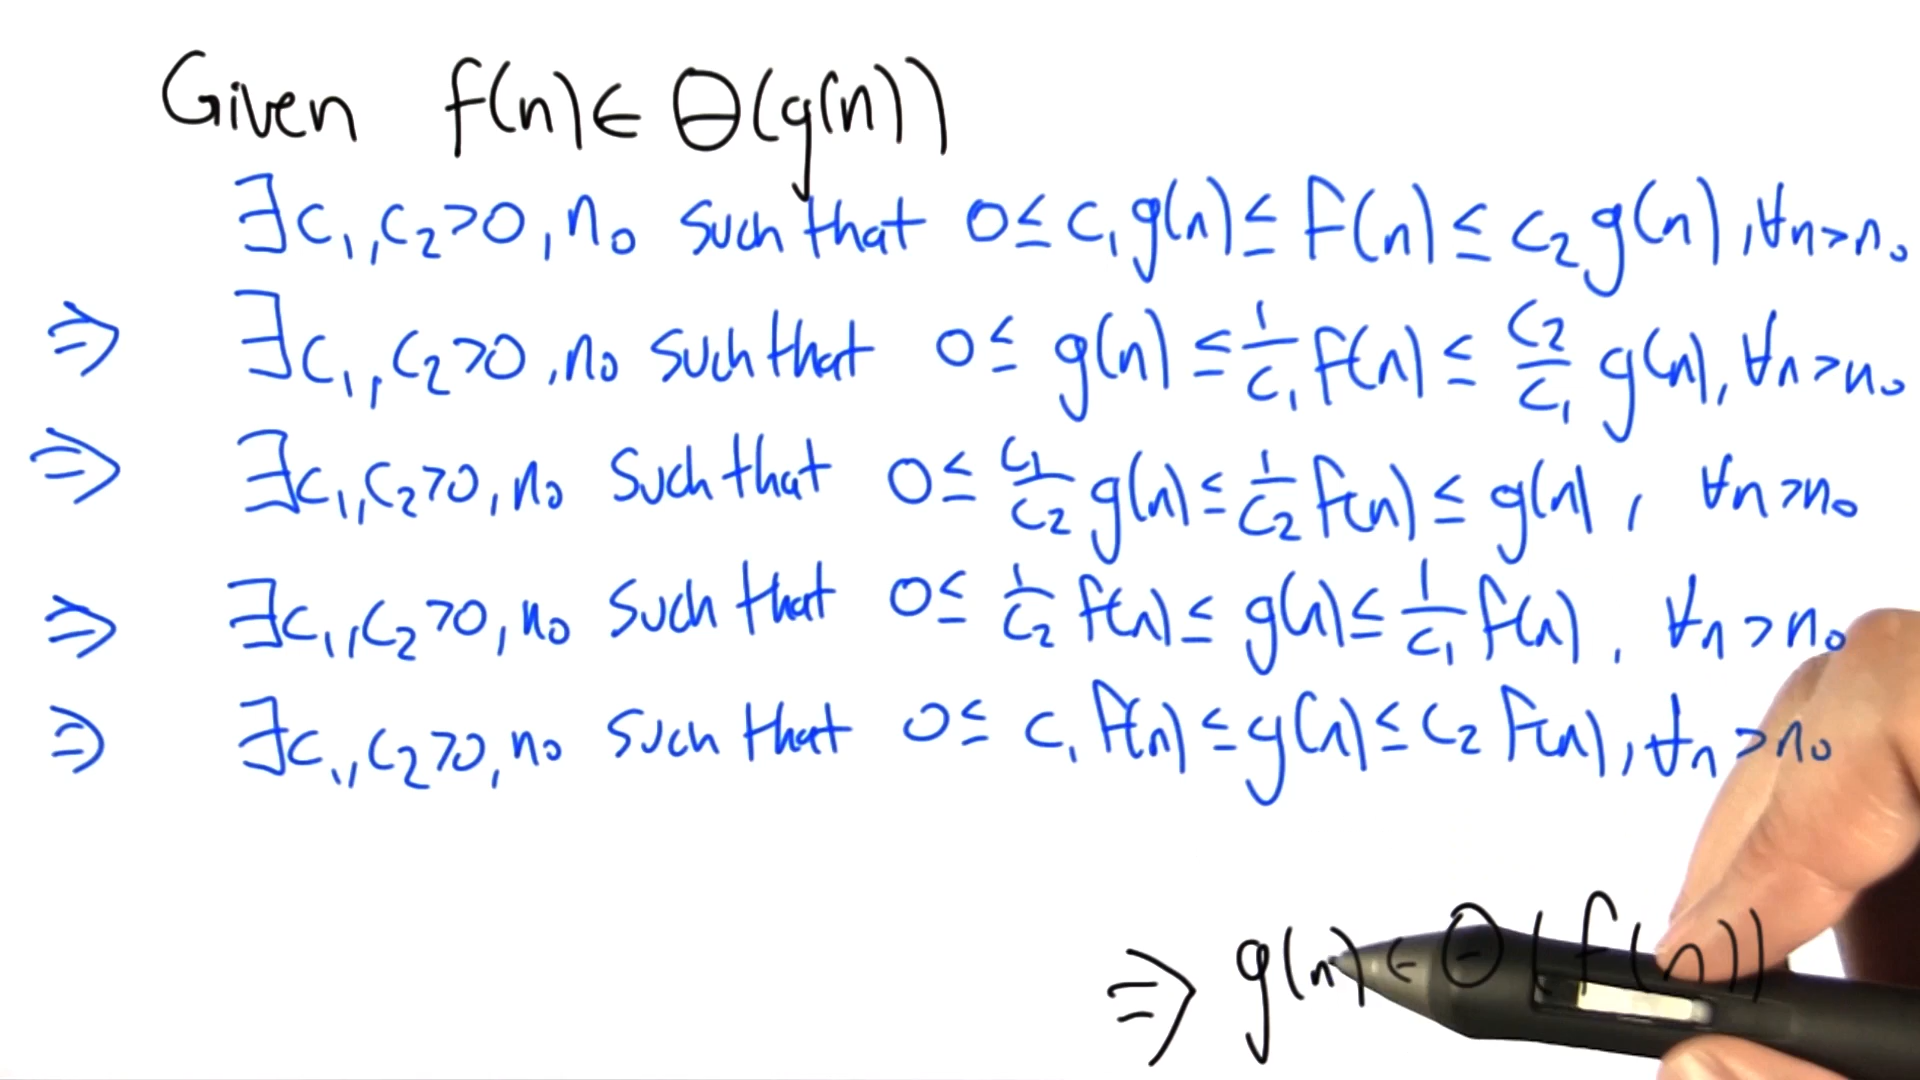 Given f(n) ∈ Θ(g(n))
∃c₁,c₂>0, n₀ such that 0 ≤ c₁g(n) ≤ f(n) ≤ c₂g(n), ∀n>n₀
⇒ ∃c₁,c₂>0, n₀ such that 0 ≤ g(n) ≤ 1/c₁ f(n) ≤ c₂/c₁ g(n), ∀n>n₀
⇒ ∃c₁,c₂>0, n₀ such that 0 ≤ c₁/c₂ g(n) ≤ 1/c₂ f(n) ≤ g(n), ∀n>n₀
⇒ ∃c₁,c₂>0, n₀ such that 0 ≤ 1/c₂ f(n) ≤ g(n) ≤ 1/c₁ f(n), ∀n>n₀
⇒ ∃c₁,c₂>0, n₀ such that 0 ≤ c₁ f(n) ≤ g(n) ≤ c₂ f(n), ∀n>n₀
⇒ g(n) ∈ Θ(f(n))